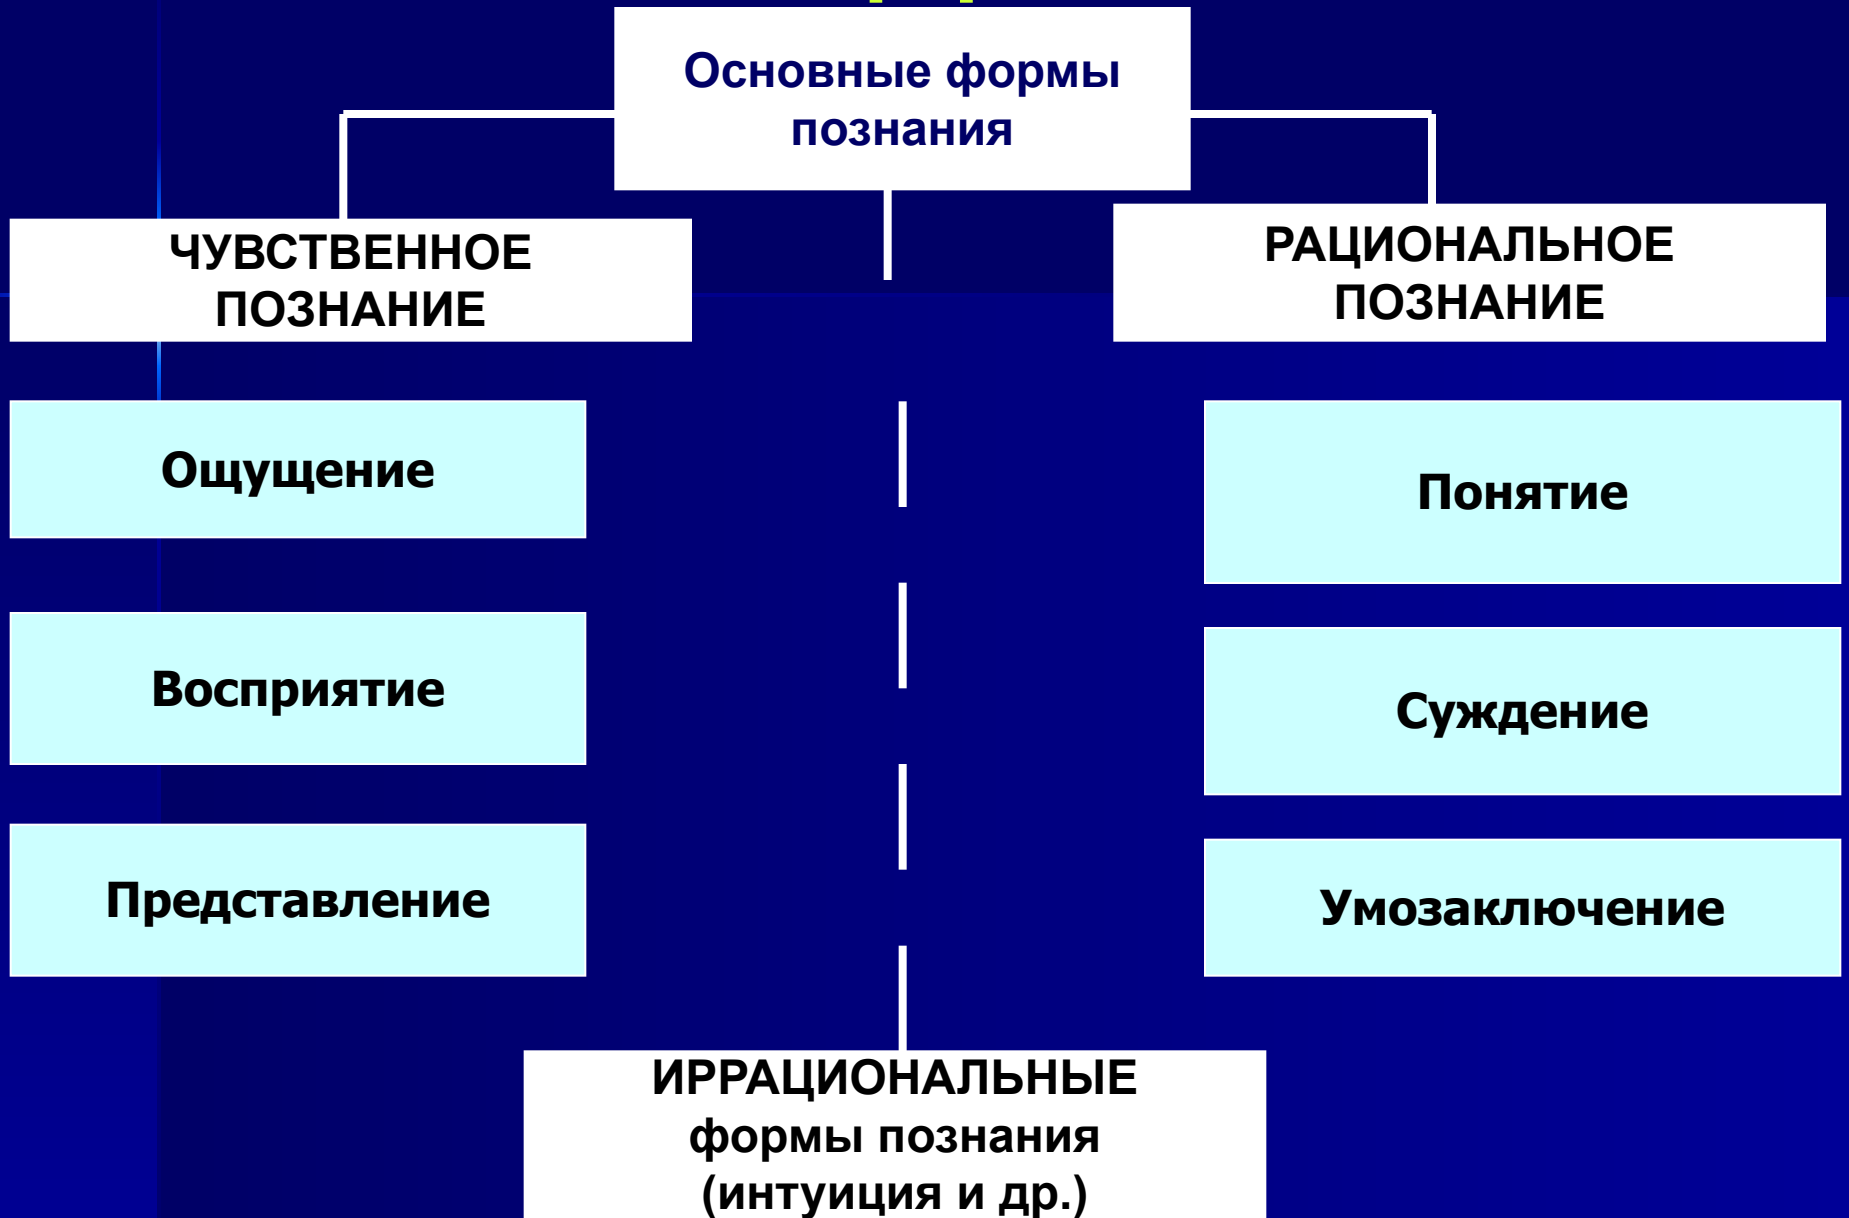 Основные формы
познания
ЧУВСТВЕННОЕ
ПОЗНАНИЕ
РАЦИОНАЛЬНОЕ
ПОЗНАНИЕ
Ощущение
Понятие
Восприятие
Суждение
Представление
Умозаключение
ИРРАЦИОНАЛЬНЫЕ
формы познания
(интуиция и др.)